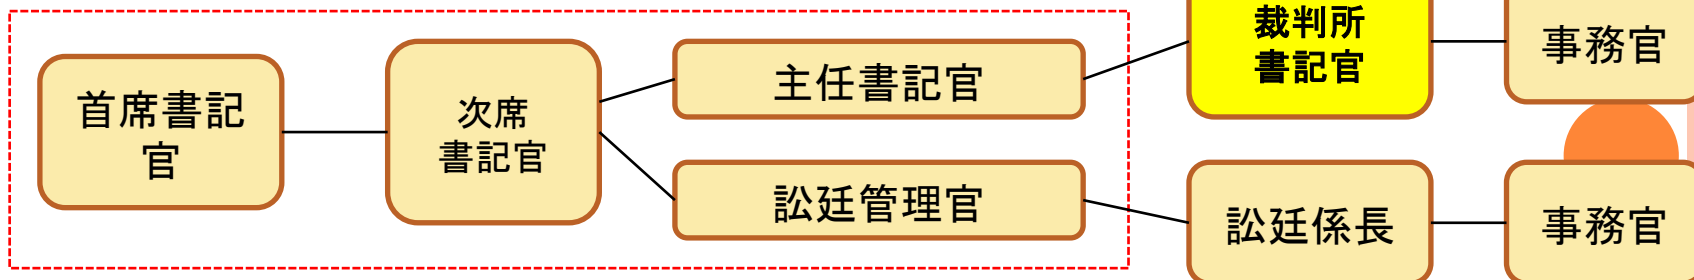 首席書記
官
次席
書記官
主任書記官
訟廷管理官
裁判所
書記官
訟廷係長
事務官
事務官